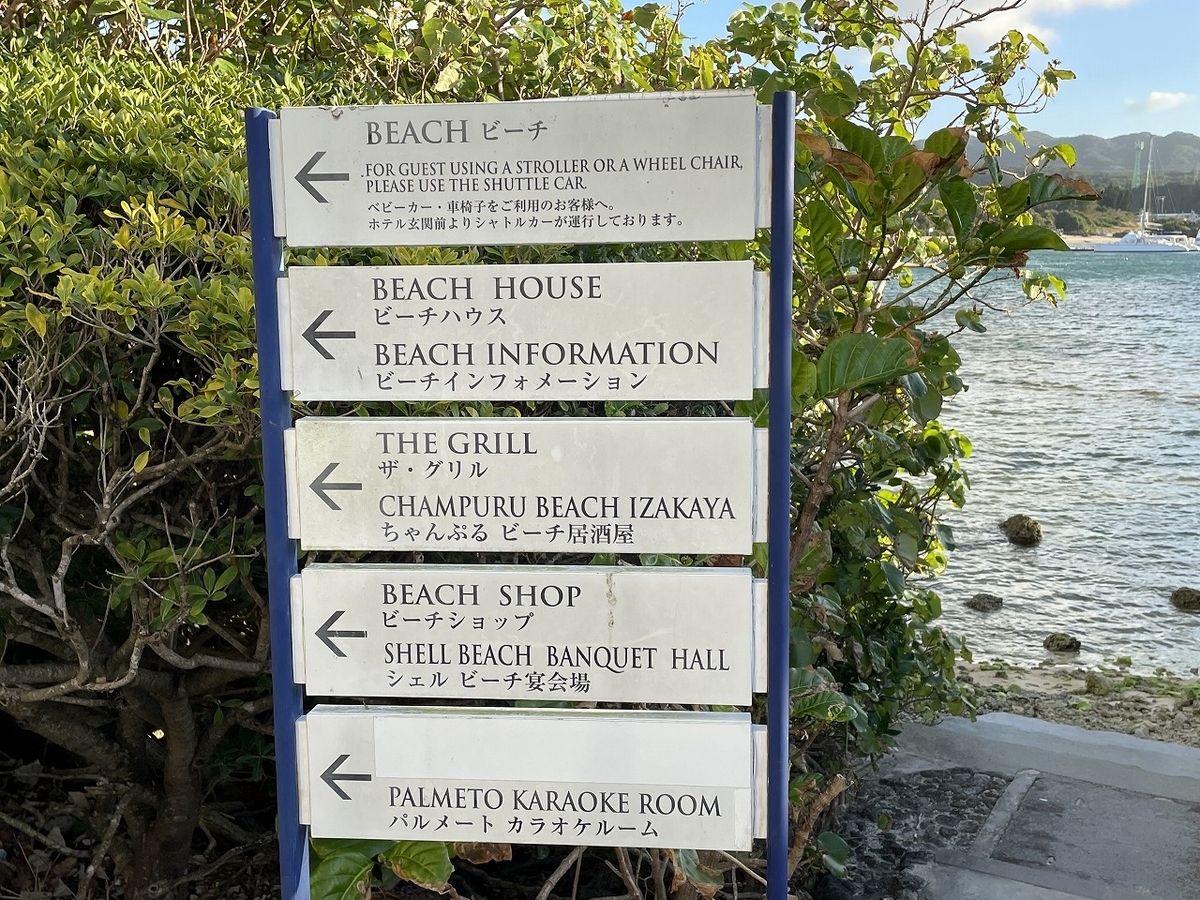 BEACH ビーチ
.FOR GUEST USING A STROLLER OR A WHEEL CHAIR,
PLEASE USE THE SHUTTLE CAR.
ベビーカー・車椅子をご利用のお客様へ。
ホテル玄関前よりシャトルカーが運行しております。
BEACH HOUSE
ビーチハウス
BEACH INFORMATION
ビーチインフォメーション
THE GRILL
ザ・グリル
CHAMPURU BEACH IZAKAYA
ちゃんぷる ビーチ居酒屋
BEACH SHOP
ビーチショップ
SHELL BEACH BANQUET HALL
シェル ビーチ宴会場
PALMETO KARAOKE ROOM
パルメート カラオケルーム